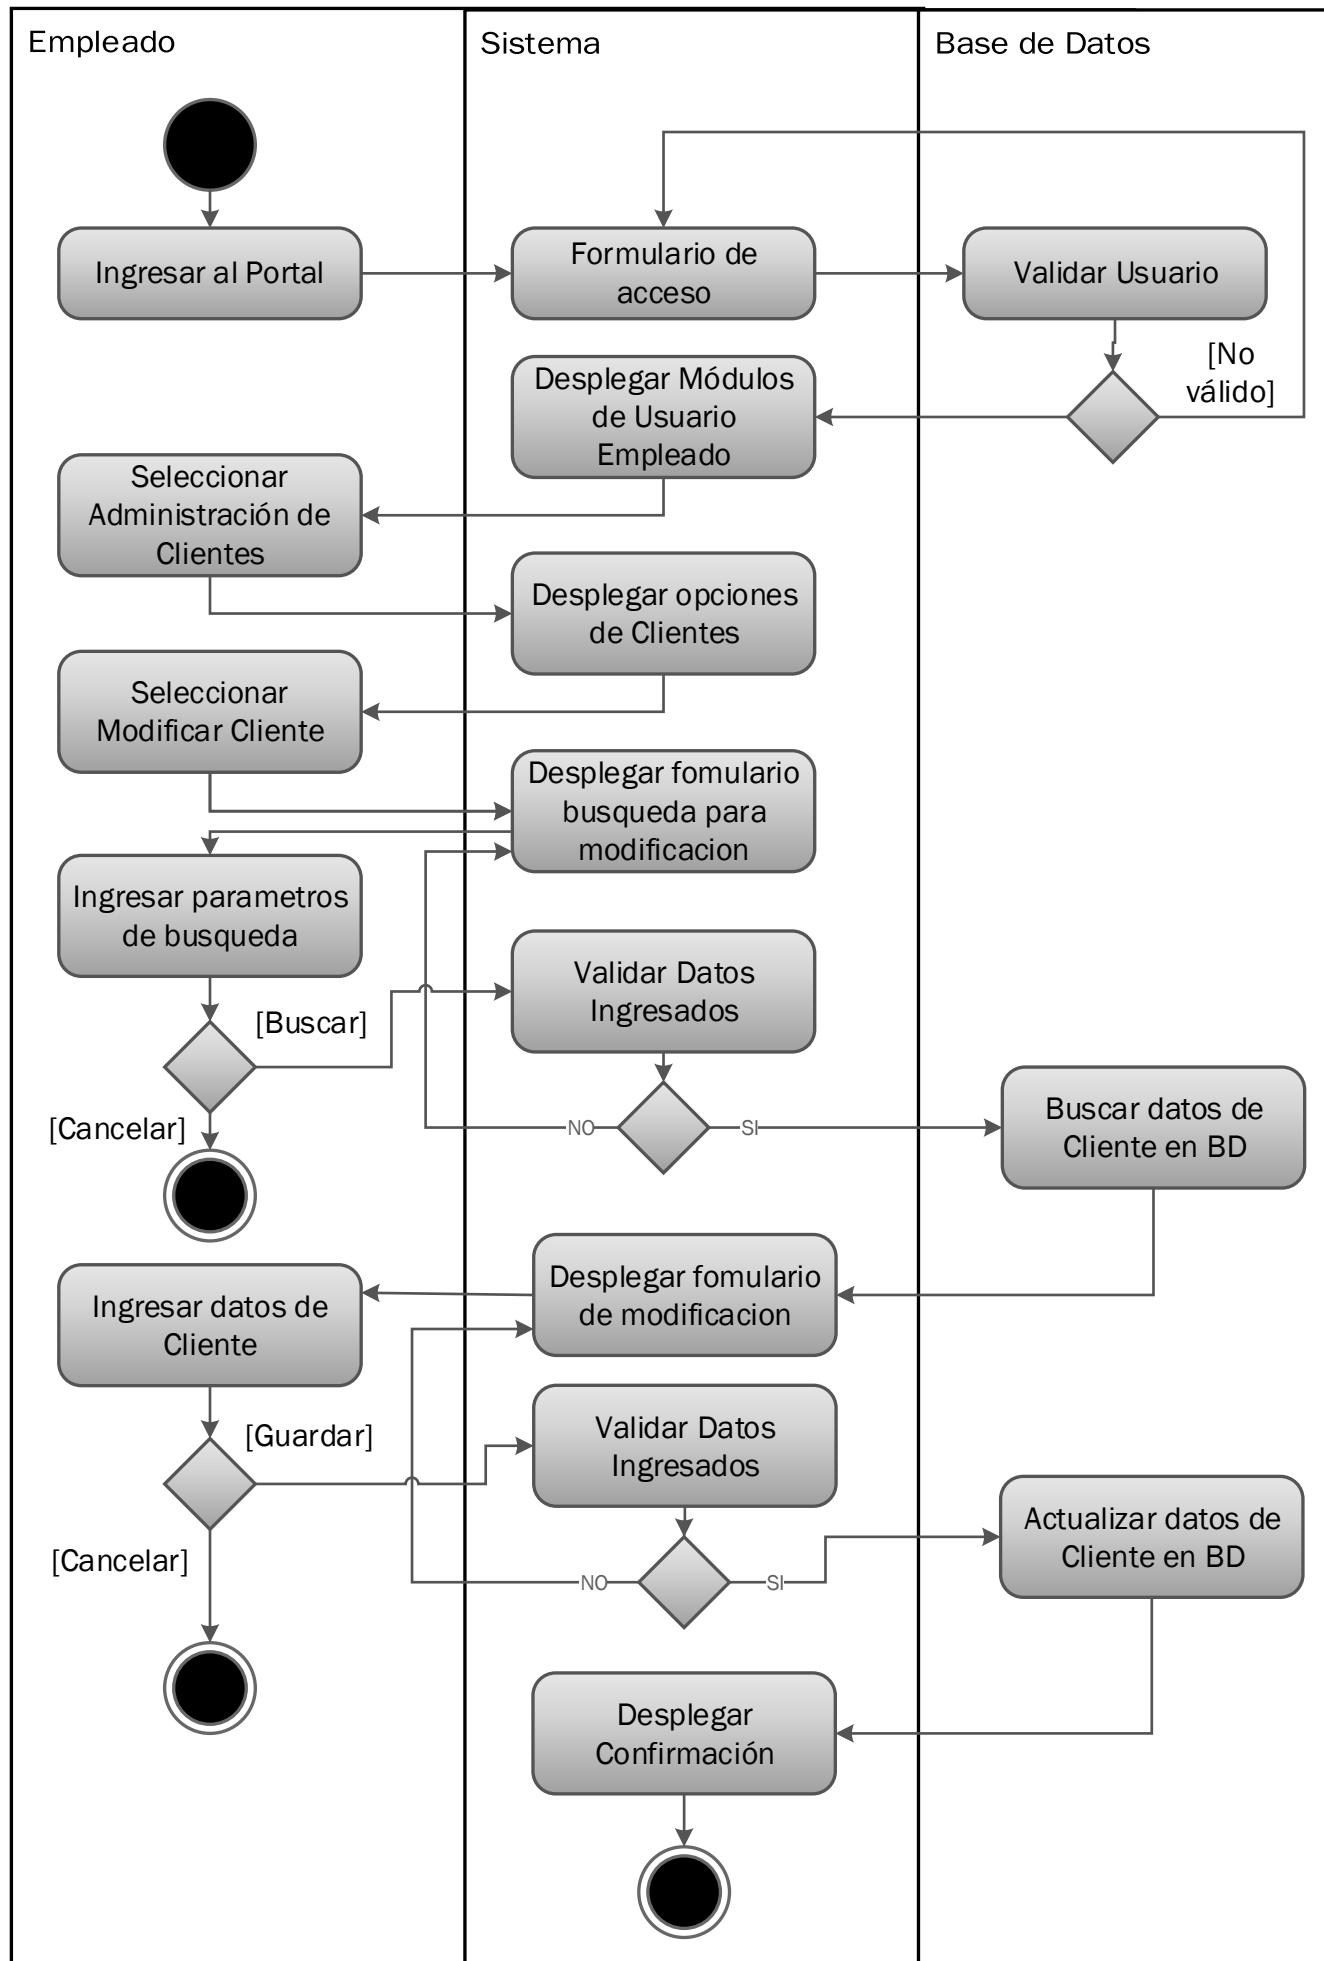 Empleado
Sistema
Base de Datos
Ingresar al Portal
Formulario de
acceso
Validar Usuario
[No
válido]
Desplegar Módulos
de Usuario
Empleado
Seleccionar
Administración de
Clientes
Desplegar opciones
de Clientes
Seleccionar
Modificar Cliente
Desplegar fomulario
busqueda para
modificacion
Ingresar parametros
de busqueda
Validar Datos
Ingresados
[Buscar]
[Cancelar]
NO
SI
Buscar datos de
Cliente en BD
Desplegar fomulario
de modificacion
Ingresar datos de
Cliente
[Guardar]
Validar Datos
Ingresados
[Cancelar]
NO
SI
Actualizar datos de
Cliente en BD
Desplegar
Confirmación